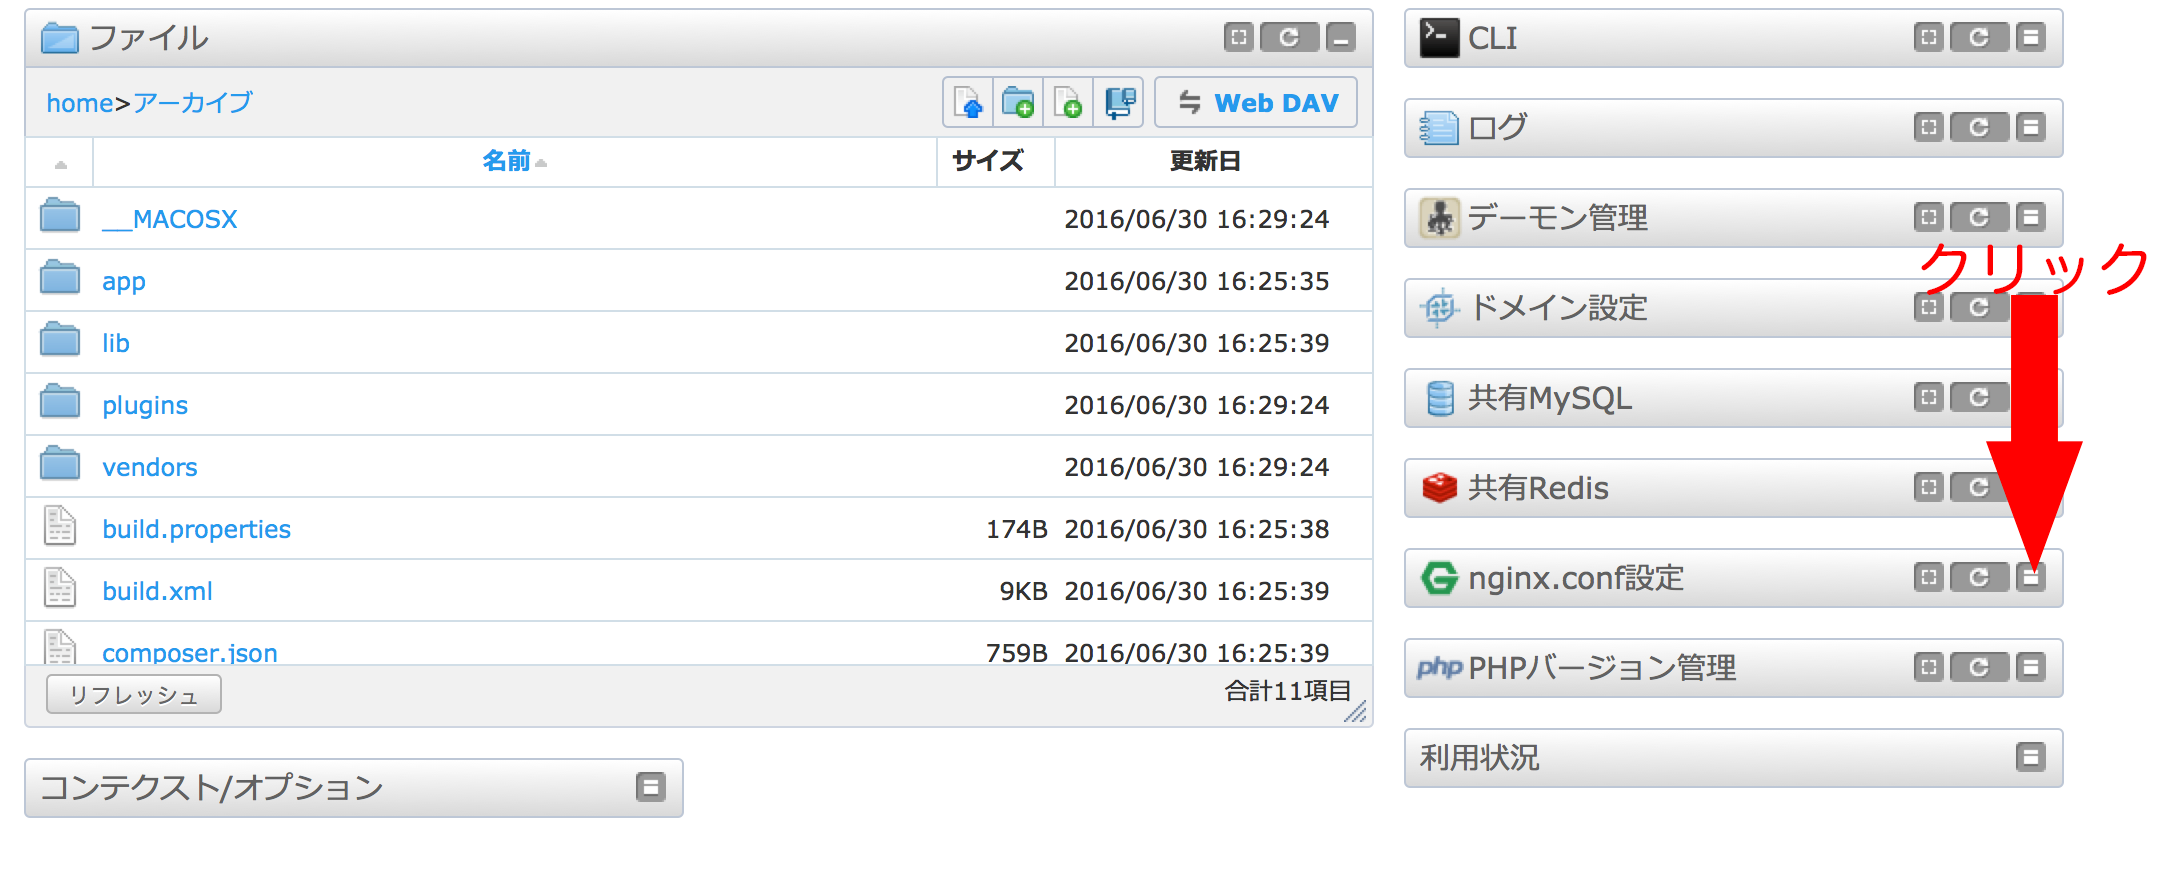 ファイル
home>アーカイブ
Web DAV
名前 サイズ 更新日
__MACOSX 2016/06/30 16:29:24
app 2016/06/30 16:25:35
lib 2016/06/30 16:25:39
plugins 2016/06/30 16:29:24
vendors 2016/06/30 16:29:24
build.properties 174B 2016/06/30 16:25:38
build.xml 9KB 2016/06/30 16:25:39
composer.json 759B 2016/06/30 16:25:39
リフレッシュ 合計11項目
コンテクスト/オプション
CLI
ログ
デーモン管理
クリック
ドメイン設定
共有MySQL
共有Redis
nginx.conf設定
php PHPバージョン管理
利用状況